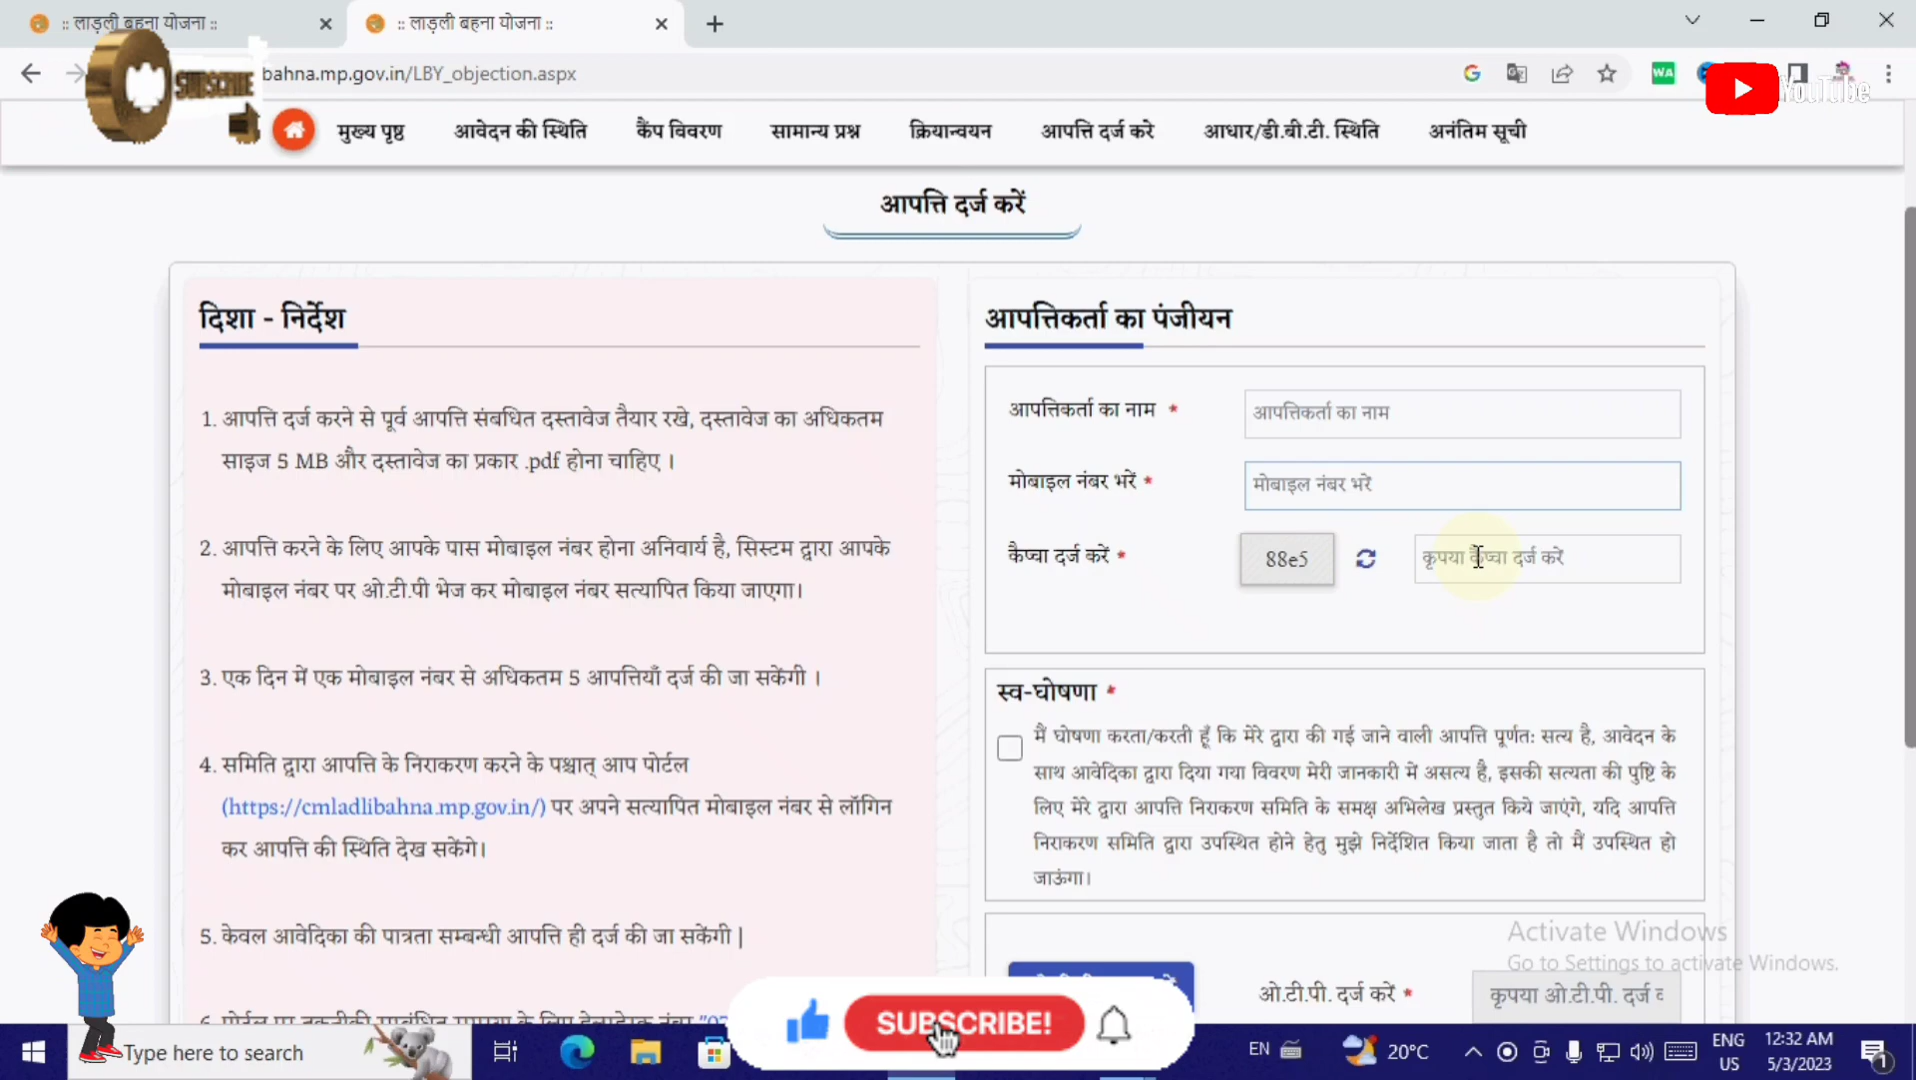 :: लाड़ली बहना योजना ::
:: लाड़ली बहना योजना ::
bahna.mp.gov.in/LBY_objection.aspx
SUBSCRIBE
WA
YouTube
मुख्य पृष्ठ आवेदन की स्थिति कैंप विवरण सामान्य प्रश्न क्रियान्वयन आपत्ति दर्ज करे आधार/डी.बी.टी. स्थिति अनंतिम सूची
आपत्ति दर्ज करें
दिशा - निर्देश
1. आपत्ति दर्ज करने से पूर्व आपत्ति संबधित दस्तावेज तैयार रखे, दस्तावेज का अधिकतम
साइज 5 MB और दस्तावेज का प्रकार .pdf होना चाहिए ।
2. आपत्ति करने के लिए आपके पास मोबाइल नंबर होना अनिवार्य है, सिस्टम द्वारा आपके
मोबाइल नंबर पर ओ.टी.पी भेज कर मोबाइल नंबर सत्यापित किया जाएगा।
3. एक दिन में एक मोबाइल नंबर से अधिकतम 5 आपत्तियाँ दर्ज की जा सकेंगी ।
4. समिति द्वारा आपत्ति के निराकरण करने के पश्चात् आप पोर्टल
(https://cmladlibahna.mp.gov.in/) पर अपने सत्यापित मोबाइल नंबर से लॉगिन
कर आपत्ति की स्थिति देख सकेंगे।
5. केवल आवेदिका की पात्रता सम्बन्धी आपत्ति ही दर्ज की जा सकेंगी |
आपत्तिकर्ता का पंजीयन
आपत्तिकर्ता का नाम * आपत्तिकर्ता का नाम
मोबाइल नंबर भरें * मोबाइल नंबर भरें
कैप्चा दर्ज करें * 88e5 कृपया कैप्चा दर्ज करें
स्व-घोषणा *
मैं घोषणा करता/करती हूँ कि मेरे द्वारा की गई जाने वाली आपत्ति पूर्णत: सत्य है, आवेदन के
साथ आवेदिका द्वारा दिया गया विवरण मेरी जानकारी में असत्य है, इसकी सत्यता की पुष्टि के
लिए मेरे द्वारा आपत्ति निराकरण समिति के समक्ष अभिलेख प्रस्तुत किये जाएंगे, यदि आपत्ति
निराकरण समिति द्वारा उपस्थित होने हेतु मुझे निर्देशित किया जाता है तो मैं उपस्थित हो
जाऊंगा।
ओ.टी.पी. दर्ज करें * कृपया ओ.टी.पी. दर्ज
Activate Windows
Go to Settings to activate Windows.
SUBSCRIBE!
Type here to search
EN
20°C
ENG
US
12:32 AM
5/3/2023
1